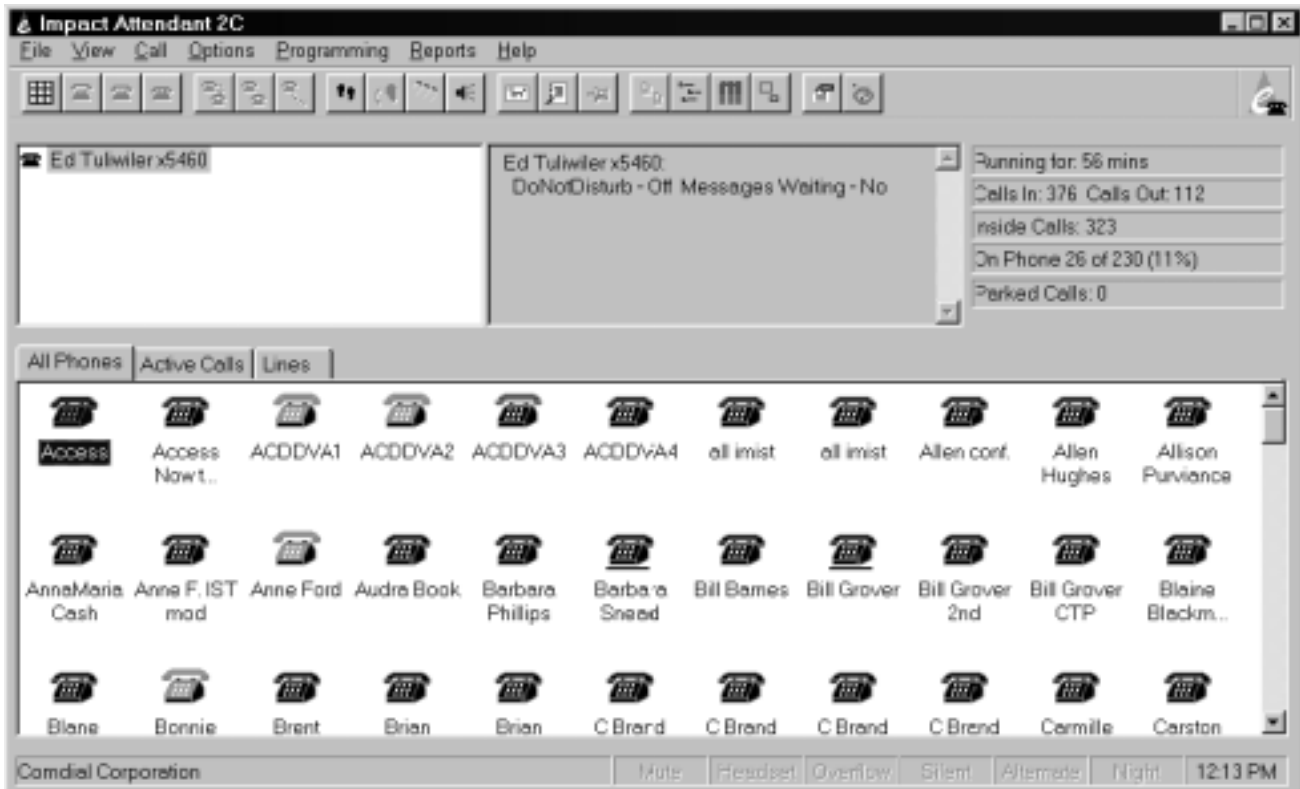 Impact Attendant 2C
File View Call Options Programming Reports Help
Ed Tuliwiler x5460
Ed Tuliwiler x5460:
DoNotDisturb - Off Messages Waiting - No
Running for: 56 mins
Calls In: 376 Calls Out: 112
Inside Calls: 323
On Phone 26 of 230 (11%)
Parked Calls: 0
All Phones Active Calls Lines
Access Access ACDDVA1 ACDDVA2 ACDDVA3 ACDDVA4 all imist all imist Allen conf. Allen Allison
Now t... Hughes Purviance
AnnaMaria Anne F. IST Anne Ford Audra Book Barbara Barbara Bill Barnes Bill Grover Bill Grover Bill Grover Blaine
Cash mod Phillips Snead 2nd CTP Blackm...
Blane Bonnie Brent Brian Brian C Brand C Brand C Brand C Brend Carmille Carston
Comdial Corporation Mute Headset Overflow Silent Alternate Night 12:13 PM